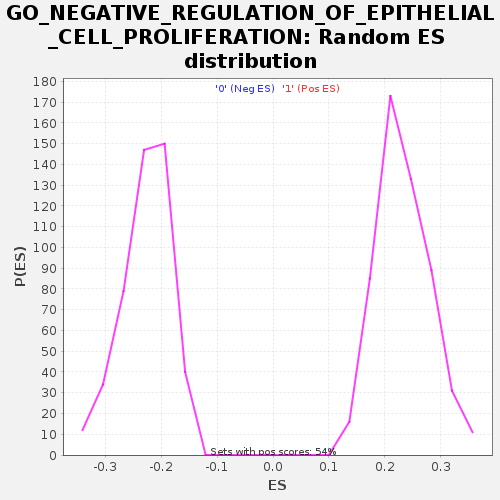 GO_NEGATIVE_REGULATION_OF_EPITHELIAL
_CELL_PROLIFERATION: Random ES
distribution
'0' (Neg ES) '1' (Pos ES)
180
170
160
150
140
130
120
110
100
90
80
70
60
50
40
30
20
10
0
P(ES)
Sets with pos scores: 54%
-0.3 -0.2 -0.1 0.0 0.1 0.2 0.3
ES